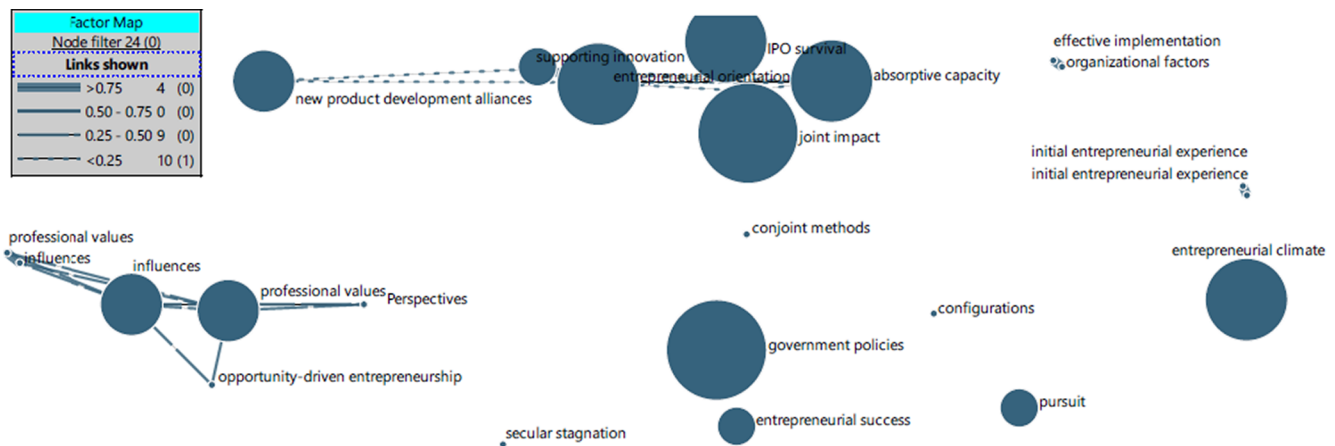 Factor Map
Node filter 24 (0)
Links shown
>0.75 4 (0)
0.50 - 0.75 0 (0)
0.25 - 0.50 9 (0)
<0.25 10 (1)
supporting innovation
IPO survival
entrepreneurial orientation
absorptive capacity
new product development alliances
joint impact
effective implementation
organizational factors
initial entrepreneurial experience
initial entrepreneurial experience
conjoint methods
professional values
influences
influences
professional values
Perspectives
opportunity-driven entrepreneurship
entrepreneurial climate
configurations
government policies
pursuit
entrepreneurial success
secular stagnation